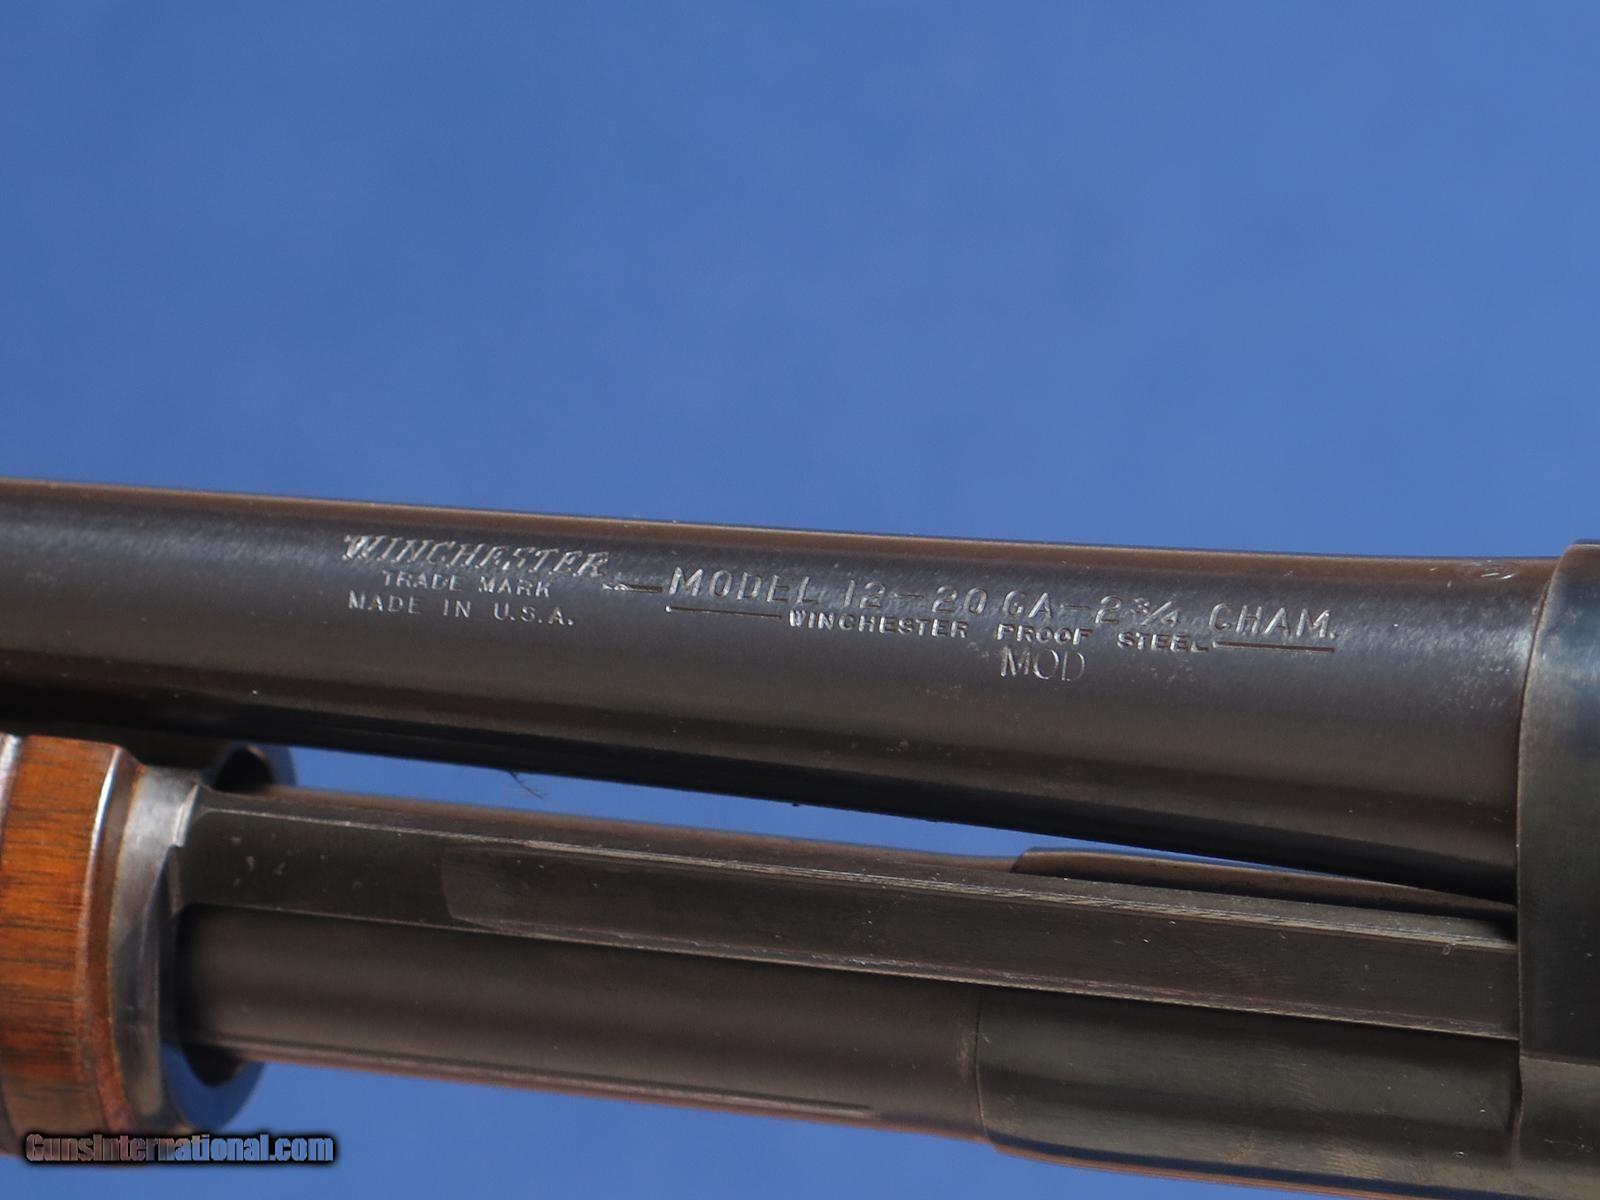 WINCHESTER
TRADE MARK
MADE IN U.S.A.
MODEL 12-20 GA-2¾ CHAM.
WINCHESTER PROOF STEEL
MOD
GunsInternational.com